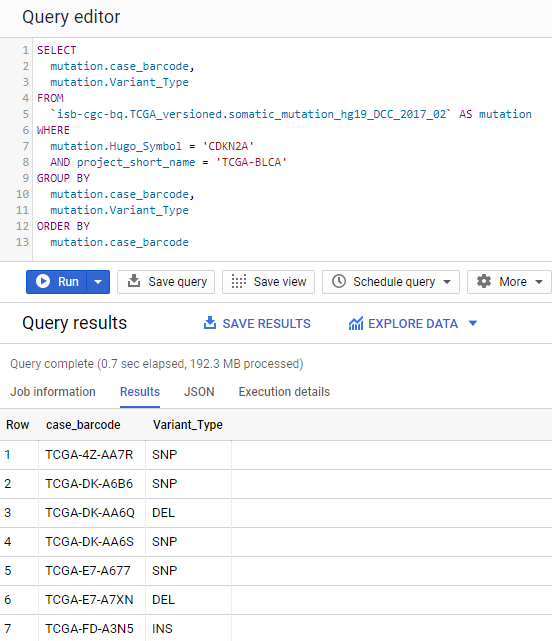 Query editor
1 SELECT
2 mutation.case_barcode,
3 mutation.Variant_Type
4 FROM
5 `isb-cgc-bq.TCGA_versioned.somatic_mutation_hg19_DCC_2017_02` AS mutation
6 WHERE
7 mutation.Hugo_Symbol = 'CDKN2A'
8 AND project_short_name = 'TCGA-BLCA'
9 GROUP BY
10 mutation.case_barcode,
11 mutation.Variant_Type
12 ORDER BY
13 mutation.case_barcode
Run Save query Save view Schedule query More
Query results SAVE RESULTS EXPLORE DATA
Query complete (0.7 sec elapsed, 192.3 MB processed)
Job information Results JSON Execution details
Row case_barcode Variant_Type
1 TCGA-4Z-AA7R SNP
2 TCGA-DK-A6B6 SNP
3 TCGA-DK-AA6Q DEL
4 TCGA-DK-AA6S SNP
5 TCGA-E7-A677 SNP
6 TCGA-E7-A7XN DEL
7 TCGA-FD-A3N5 INS